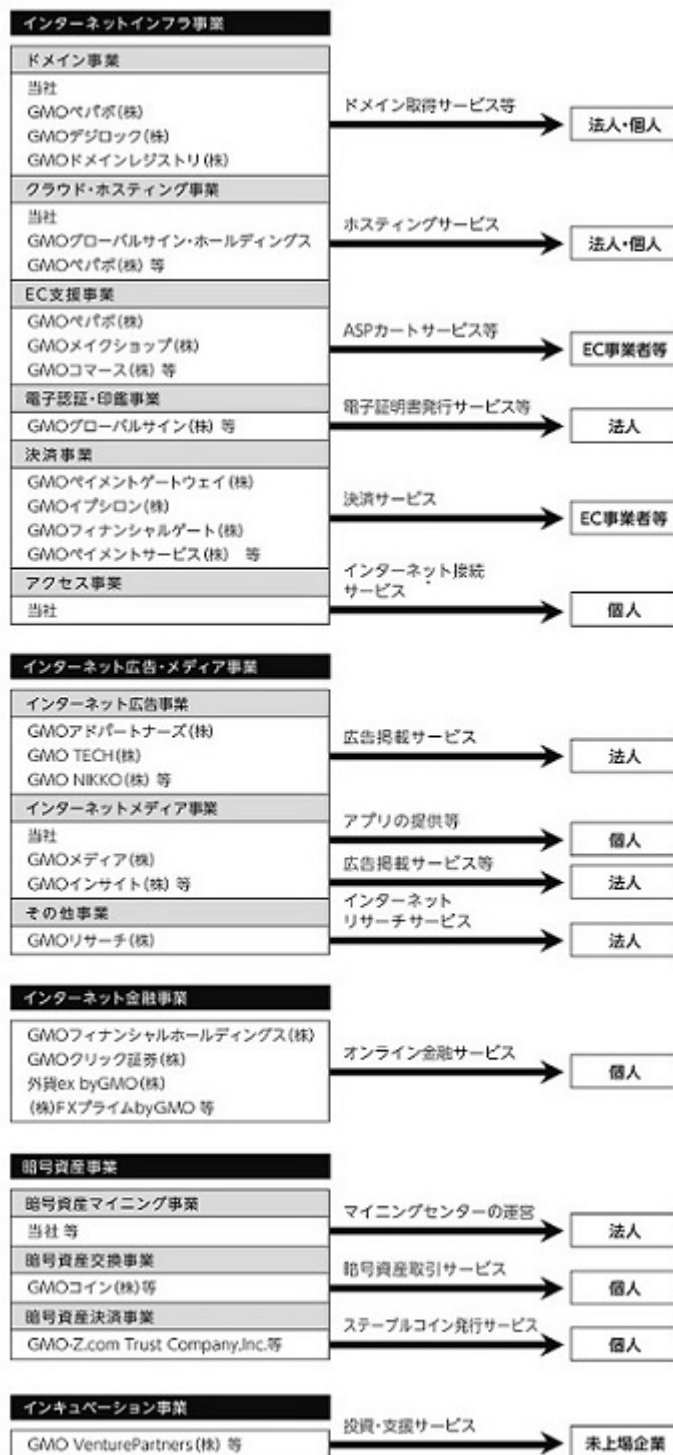 インターネットインフラ事業
ドメイン事業
当社
GMOペパボ(株)
GMOデジロック(株)
GMOドメインレジストリ(株)
ドメイン取得サービス等
法人・個人
クラウド・ホスティング事業
当社
GMOグローバルサイン・ホールディングス
GMOペパボ(株) 等
ホスティングサービス
法人・個人
EC支援事業
GMOペパボ(株)
GMOメイクショップ(株)
GMOコマース(株) 等
ASPカートサービス等
EC事業者等
電子認証・印鑑事業
GMOグローバルサイン(株) 等
電子証明書発行サービス等
法人
決済事業
GMOペイメントゲートウェイ(株)
GMOイプシロン(株)
GMOフィナンシャルゲート(株)
GMOペイメントサービス(株) 等
決済サービス
EC事業者等
アクセス事業
当社
インターネット接続
サービス
個人
インターネット広告・メディア事業
インターネット広告事業
GMOアドパートナーズ(株)
GMO TECH(株)
GMO NIKKO(株) 等
広告掲載サービス
法人
インターネットメディア事業
当社
GMOメディア(株)
GMOインサイト(株) 等
アプリの提供等
個人
広告掲載サービス等
法人
その他事業
GMOリサーチ(株)
インターネット
リサーチサービス
法人
インターネット金融事業
GMOフィナンシャルホールディングス(株)
GMOクリック証券(株)
外貨ex byGMO(株)
(株)FXプライムbyGMO 等
オンライン金融サービス
個人
暗号資産事業
暗号資産マイニング事業
当社 等
マイニングセンターの運営
法人
暗号資産交換事業
GMOコイン(株)等
暗号資産取引サービス
個人
暗号資産決済事業
GMO-Z.com Trust Company,Inc.等
ステーブルコイン発行サービス
個人
インキュベーション事業
GMO VenturePartners(株) 等
投資・支援サービス
未上場企業